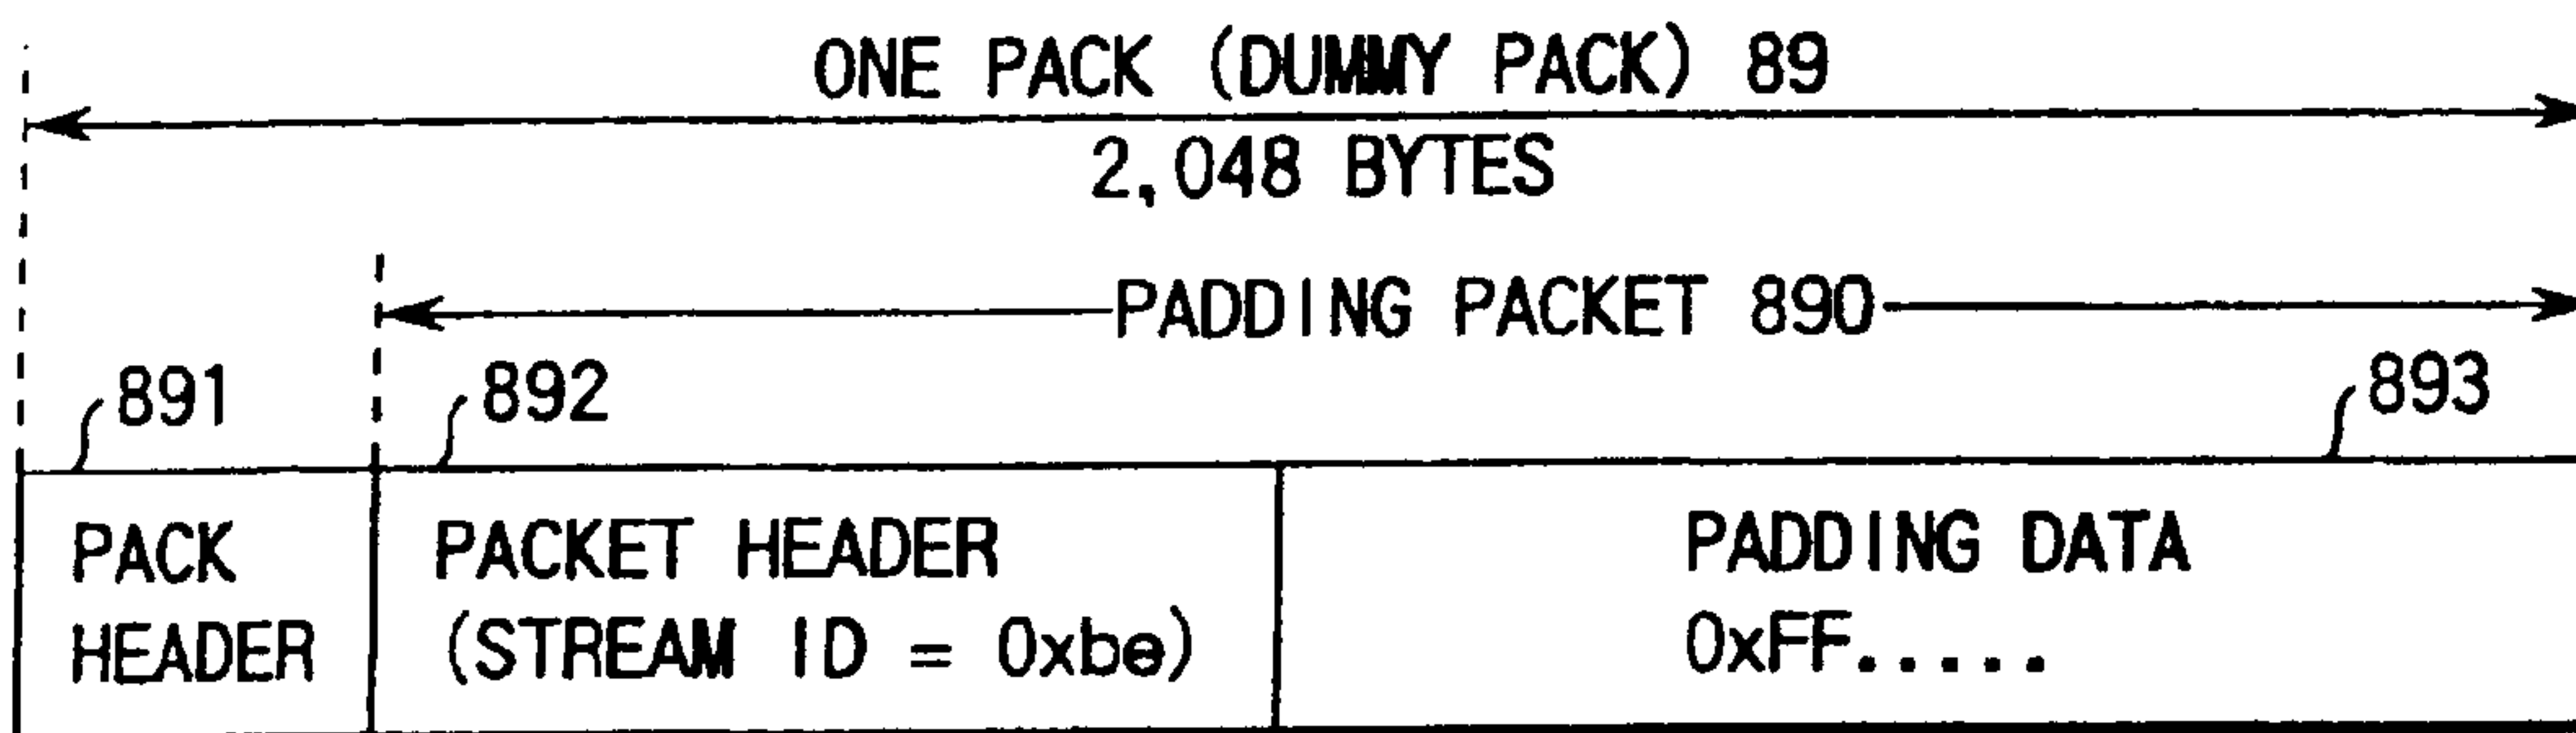 ONE PACK (DUMMY PACK) 89
2,048 BYTES
PADDING PACKET 890
891
892
893
PACK
HEADER
PACKET HEADER
(STREAM ID = 0xbe)
PADDING DATA
0xFF.....